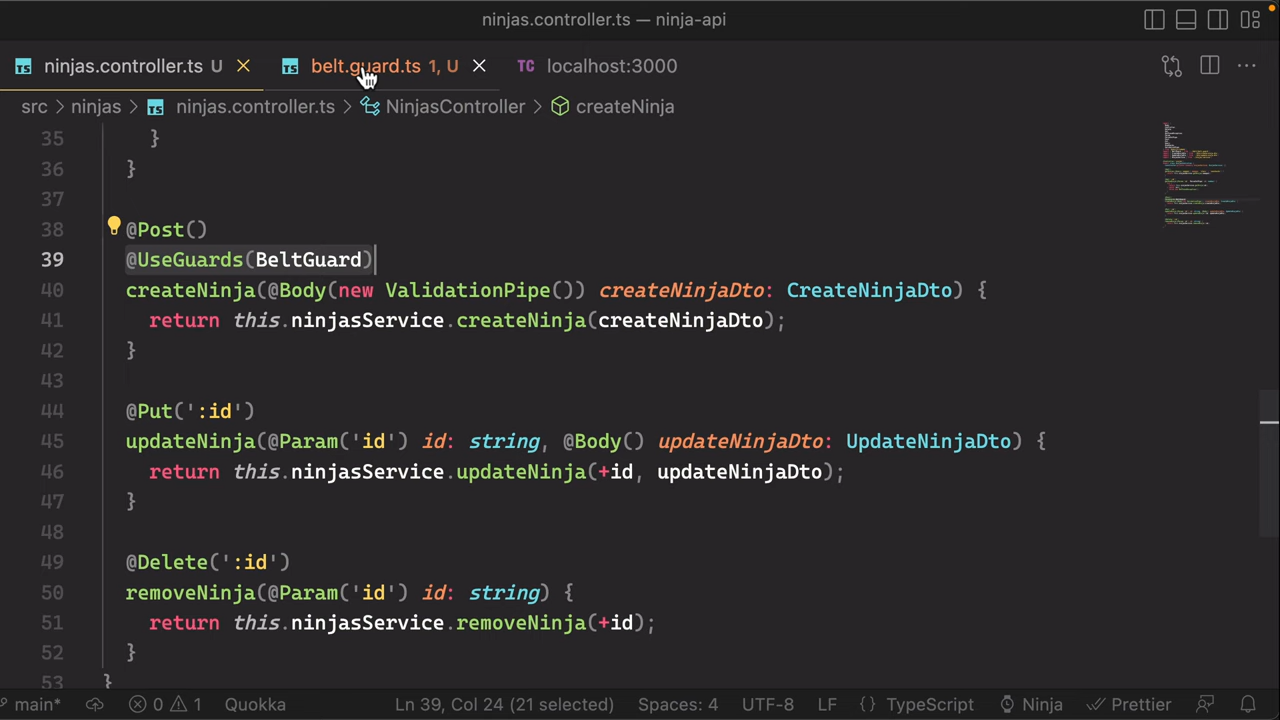 ninjas.controller.ts — ninja-api
TS ninjas.controller.ts U TS belt.guard.ts 1, U TC localhost:3000
src > ninjas > TS ninjas.controller.ts > NinjasController > createNinja
35 }
36 }
37
38 @Post()
39 @UseGuards(BeltGuard)
40 createNinja(@Body(new ValidationPipe()) createNinjaDto: CreateNinjaDto) {
41 return this.ninjasService.createNinja(createNinjaDto);
42 }
43
44 @Put(':id')
45 updateNinja(@Param('id') id: string, @Body() updateNinjaDto: UpdateNinjaDto) {
46 return this.ninjasService.updateNinja(+id, updateNinjaDto);
47 }
48
49 @Delete(':id')
50 removeNinja(@Param('id') id: string) {
51 return this.ninjasService.removeNinja(+id);
52 }
53 }
main* 0 1 Quokka Ln 39, Col 24 (21 selected) Spaces: 4 UTF-8 LF {} TypeScript Ninja Prettier